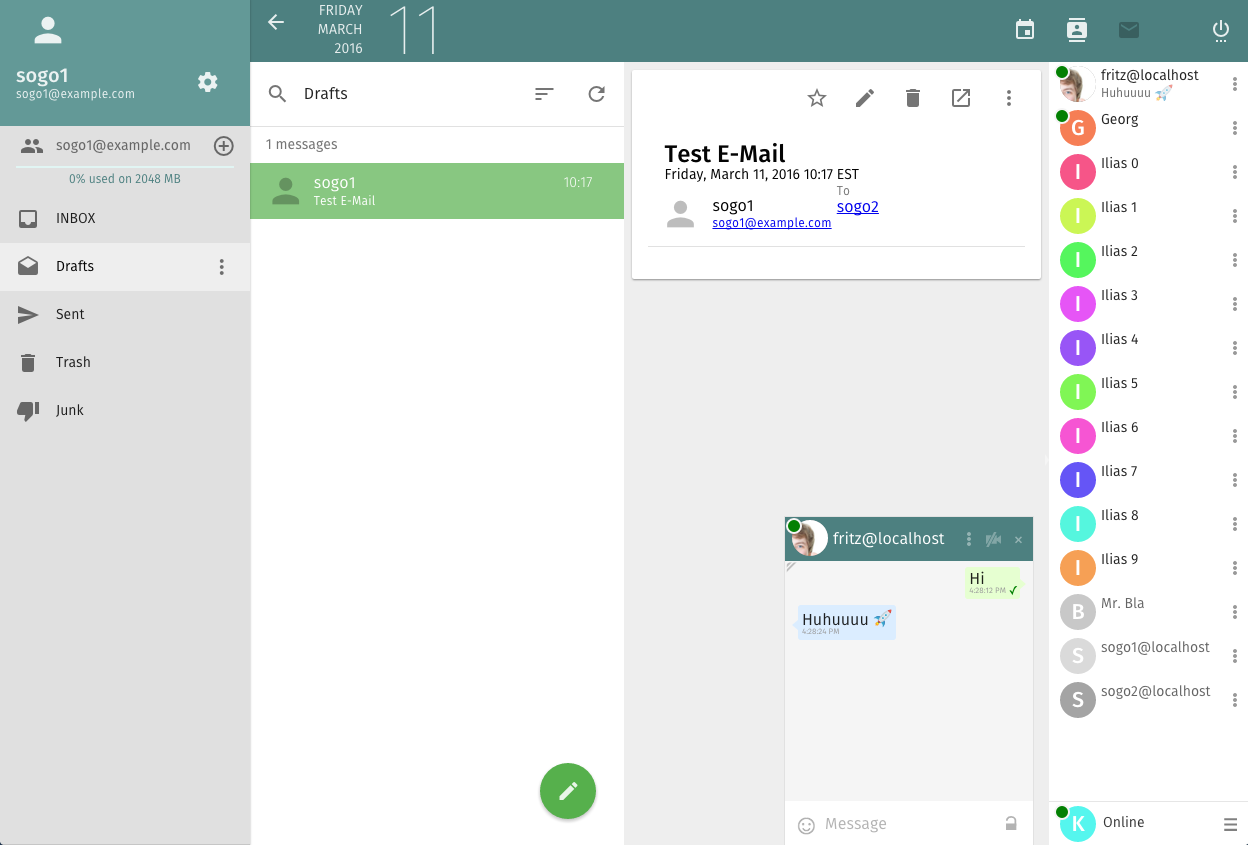 sogo1
sogo1@example.com
sogo1@example.com
0% used on 2048 MB
INBOX
Drafts
Sent
Trash
Junk
FRIDAY
MARCH
2016
11
Drafts
1 messages
sogo1
10:17
Test E-Mail
Test E-Mail
Friday, March 11, 2016 10:17 EST
To
sogo1
sogo2
sogo1@example.com
fritz@localhost
Hi
4:28:12 PM
Huhuuuu 🚀
4:28:24 PM
Message
fritz@localhost
Huhuuuu 🚀
G Georg
I Ilias 0
I Ilias 1
I Ilias 2
I Ilias 3
I Ilias 4
I Ilias 5
I Ilias 6
I Ilias 7
I Ilias 8
I Ilias 9
B Mr. Bla
S sogo1@localhost
S sogo2@localhost
K Online